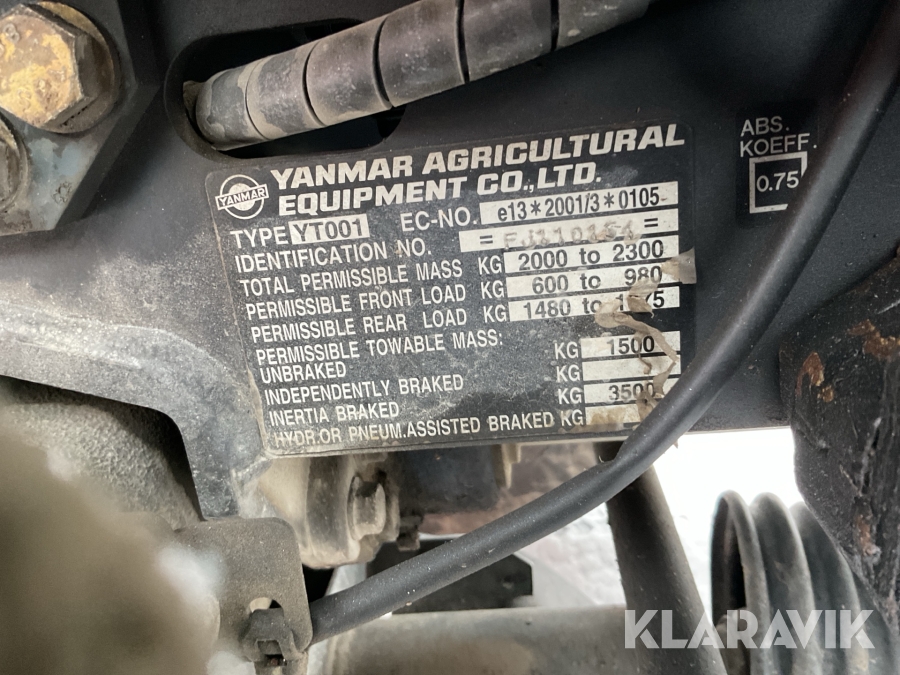 YANMAR
YANMAR AGRICULTURAL
EQUIPMENT CO.,LTD.
TYPE YT001 EC-NO. e13*2001/3*0105-
IDENTIFICATION NO. = =
TOTAL PERMISSIBLE MASS KG 2000 to 2300
PERMISSIBLE FRONT LOAD KG 600 to 980
PERMISSIBLE REAR LOAD KG 1480 to
PERMISSIBLE TOWABLE MASS:
UNBRAKED KG 1500
INDEPENDENTLY BRAKED KG
INERTIA BRAKED KG 3500
HYDR.OR PNEUM.ASSISTED BRAKED KG
ABS.
KOEFF.
0.75
KLARAVIK